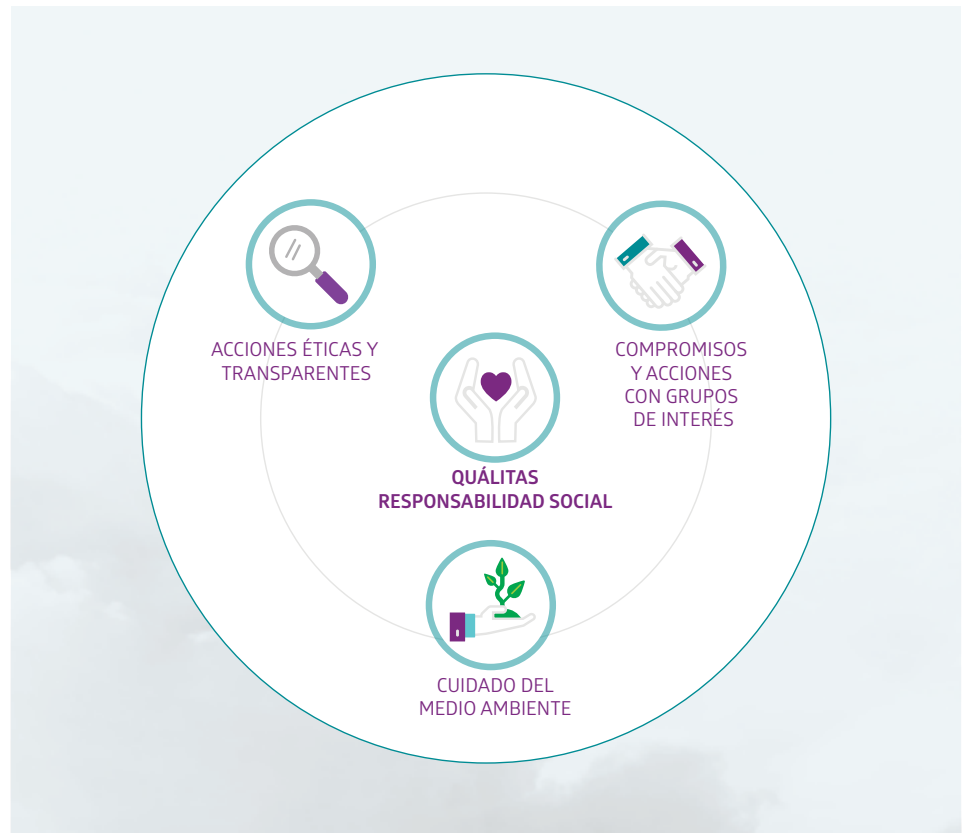 ACCIONES ÉTICAS Y
TRANSPARENTES
COMPROMISOS
Y ACCIONES
CON GRUPOS
DE INTERÉS
QUÁLITAS
RESPONSABILIDAD SOCIAL
CUIDADO DEL
MEDIO AMBIENTE